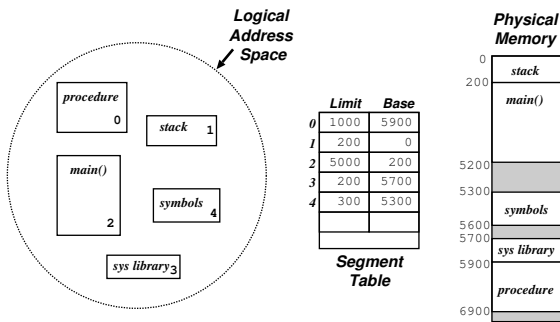 Logical
Address
Space
procedure
0
stack 1
main()
2
symbols 4
sys library 3
Limit Base
0 1000 5900
1 200 0
2 5000 200
3 200 5700
4 300 5300
Segment
Table
Physical
Memory
0
stack
200
main()
5200
5300
symbols
5600
5700
sys library
5900
procedure
6900